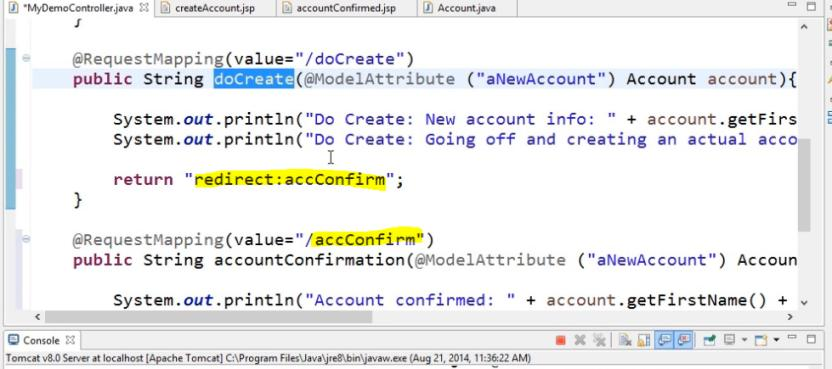 *MyDemoController.java createAccount.jsp accountConfirmed.jsp Account.java
}
@RequestMapping(value="/doCreate")
public String doCreate(@ModelAttribute ("aNewAccount") Account account){
System.out.println("Do Create: New account info: " + account.getFirs
System.out.println("Do Create: Going off and creating an actual acco
return "redirect:accConfirm";
}
@RequestMapping(value="/accConfirm")
public String accountConfirmation(@ModelAttribute ("aNewAccount") Accoun
System.out.println("Account confirmed: " + account.getFirstName() +
Console
Tomcat v8.0 Server at localhost [Apache Tomcat] C:\Program Files\Java\jre8\bin\javaw.exe (Aug 21, 2014, 11:36:22 AM)